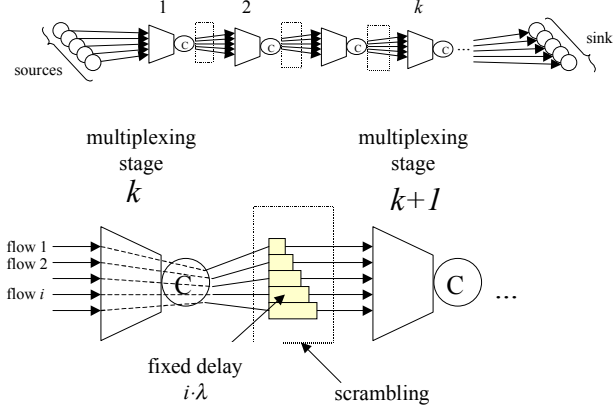 1
2
k
sources
C
C
C
C
...
sink
multiplexing
stage
k
multiplexing
stage
k+1
flow 1
flow 2
flow i
C
C
...
fixed delay
i·λ
scrambling